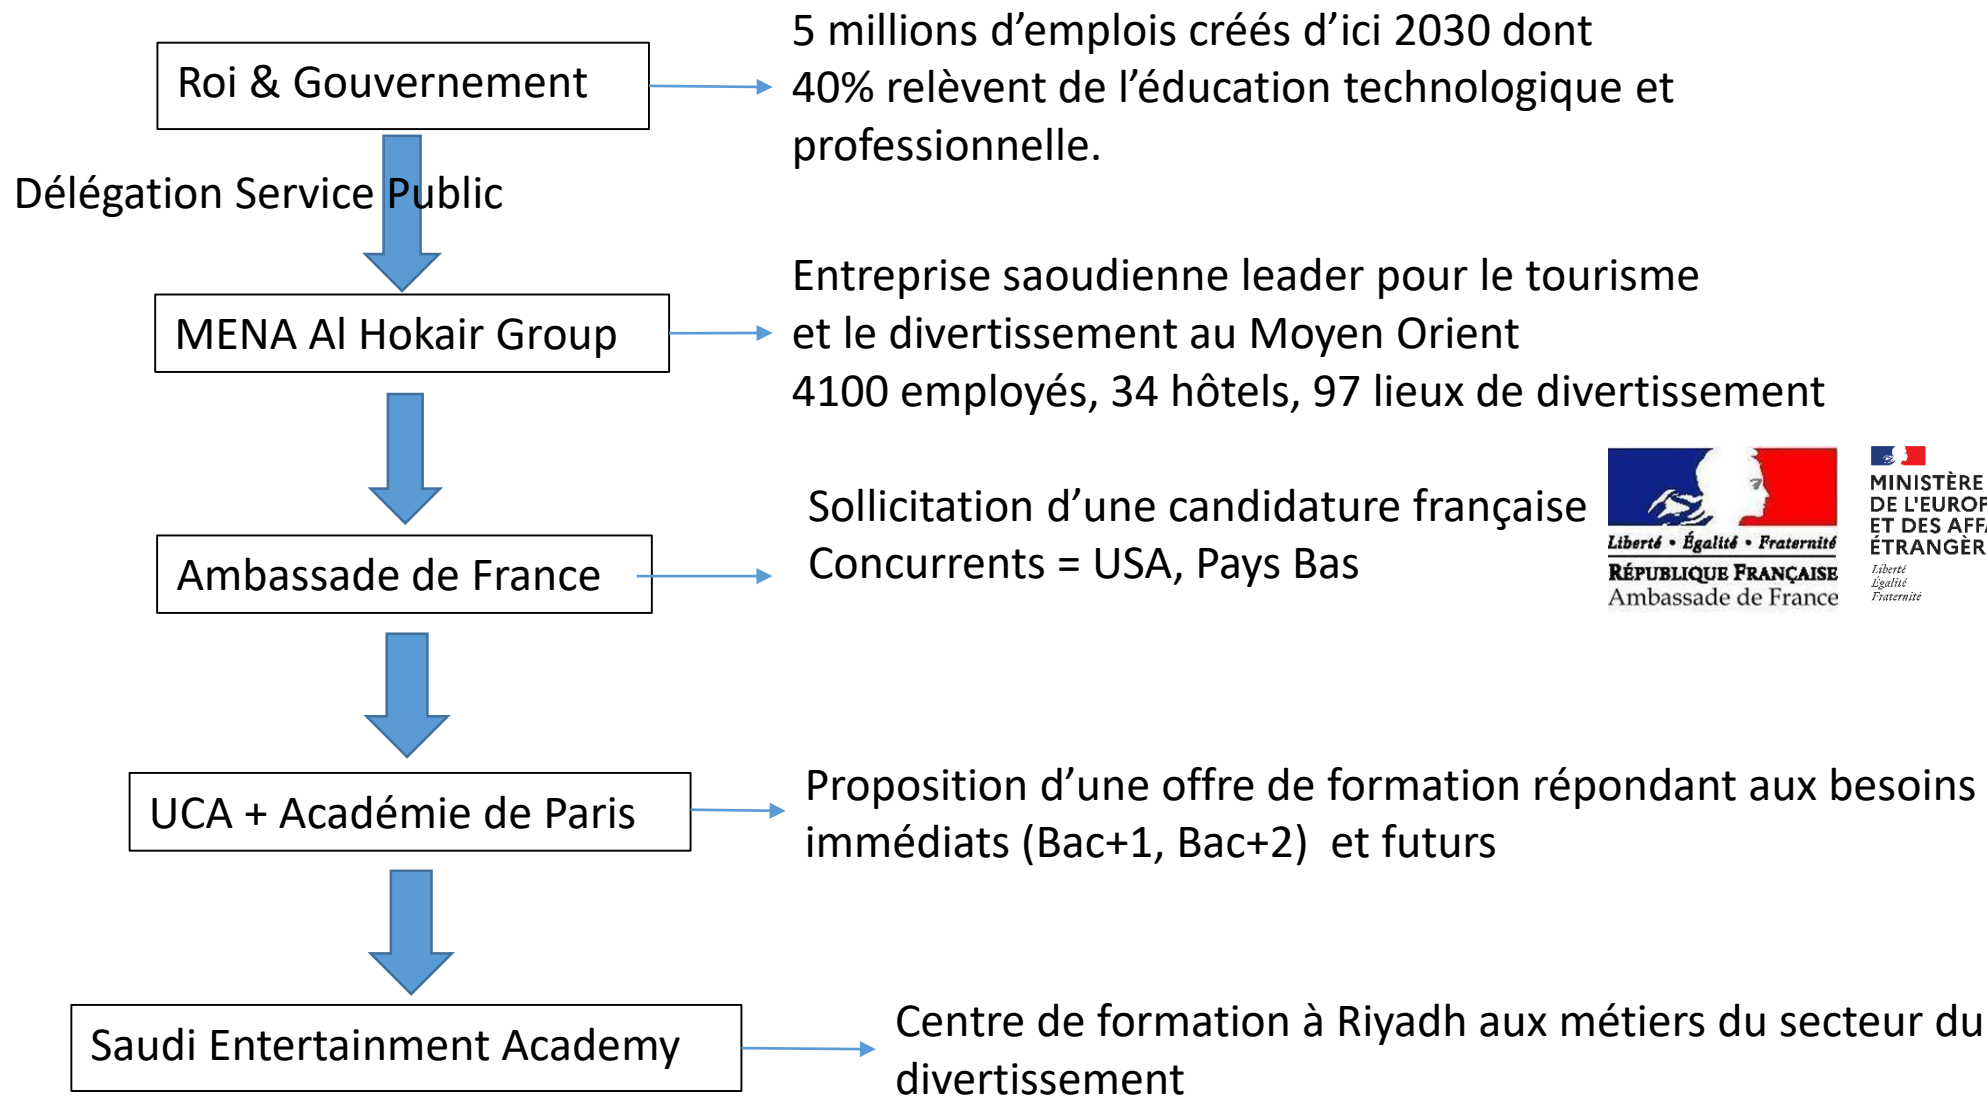 Roi & Gouvernement
5 millions d’emplois créés d’ici 2030 dont
40% relèvent de l’éducation technologique et
professionnelle.
Délégation Service Public
MENA Al Hokair Group
Entreprise saoudienne leader pour le tourisme
et le divertissement au Moyen Orient
4100 employés, 34 hôtels, 97 lieux de divertissement
Ambassade de France
Sollicitation d’une candidature française
Concurrents = USA, Pays Bas
Liberté • Égalité • Fraternité
RÉPUBLIQUE FRANÇAISE
Ambassade de France
MINISTÈRE
DE L'EUROP
ET DES AFFA
ÉTRANGÈR
Liberté
Égalité
Fraternité
UCA + Académie de Paris
Proposition d’une offre de formation répondant aux besoins
immédiats (Bac+1, Bac+2) et futurs
Saudi Entertainment Academy
Centre de formation à Riyadh aux métiers du secteur du
divertissement